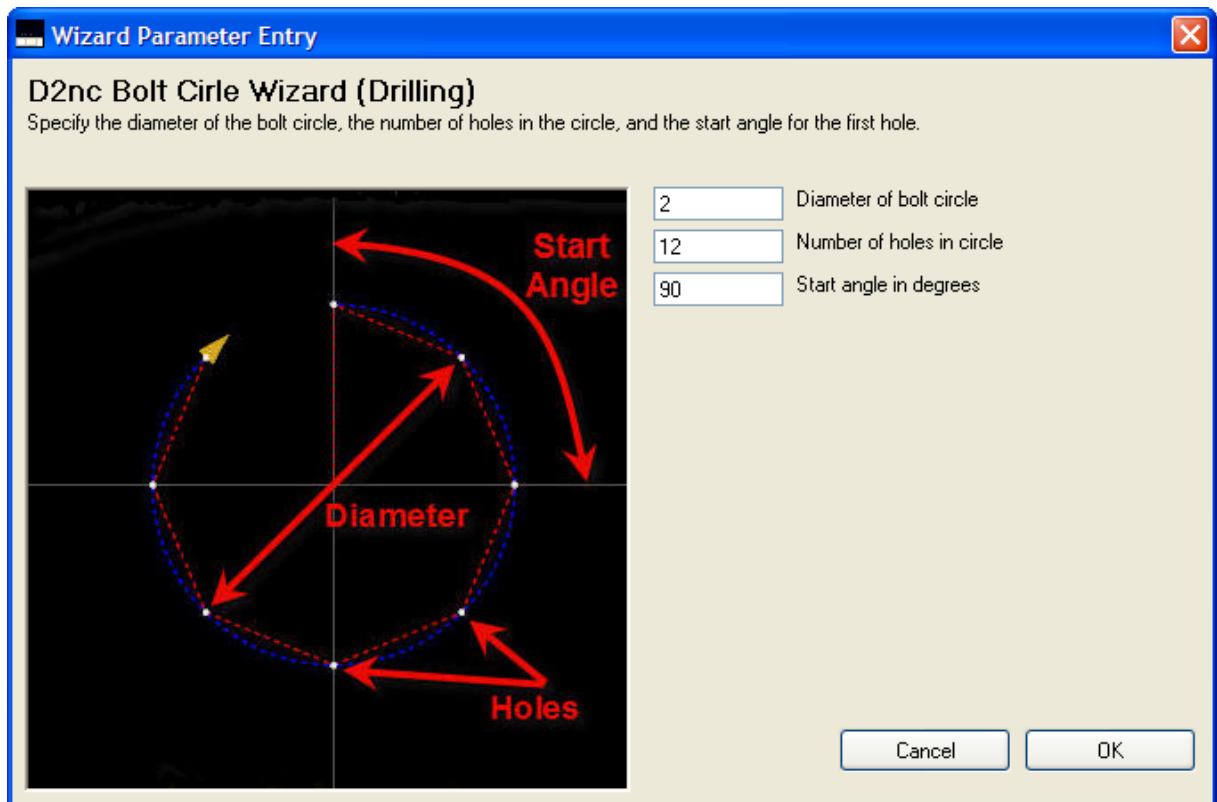 Wizard Parameter Entry
D2nc Bolt Cirle Wizard (Drilling)
Specify the diameter of the bolt circle, the number of holes in the circle, and the start angle for the first hole.
2 Diameter of bolt circle
12 Number of holes in circle
90 Start angle in degrees
Start
Angle
Diameter
Holes
Cancel OK